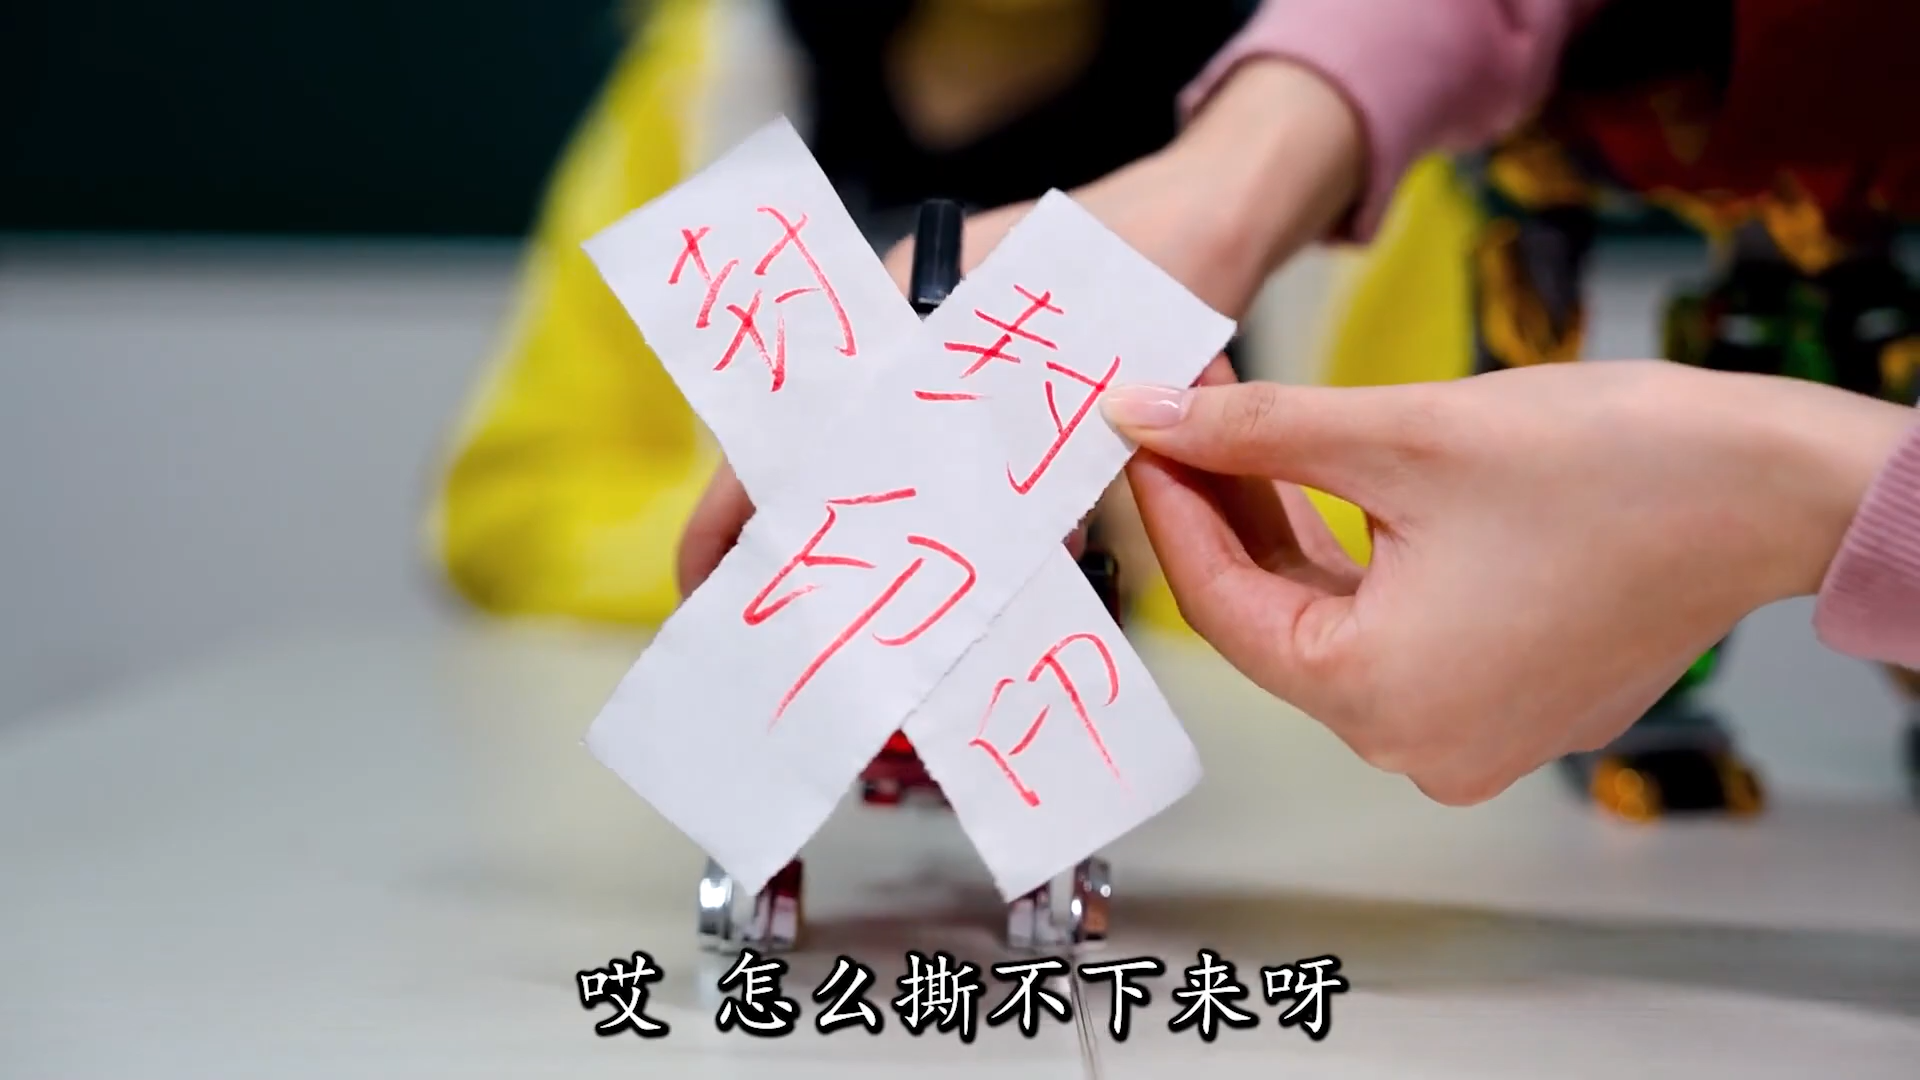 封 封
印 印
哎 怎么撕不下来呀